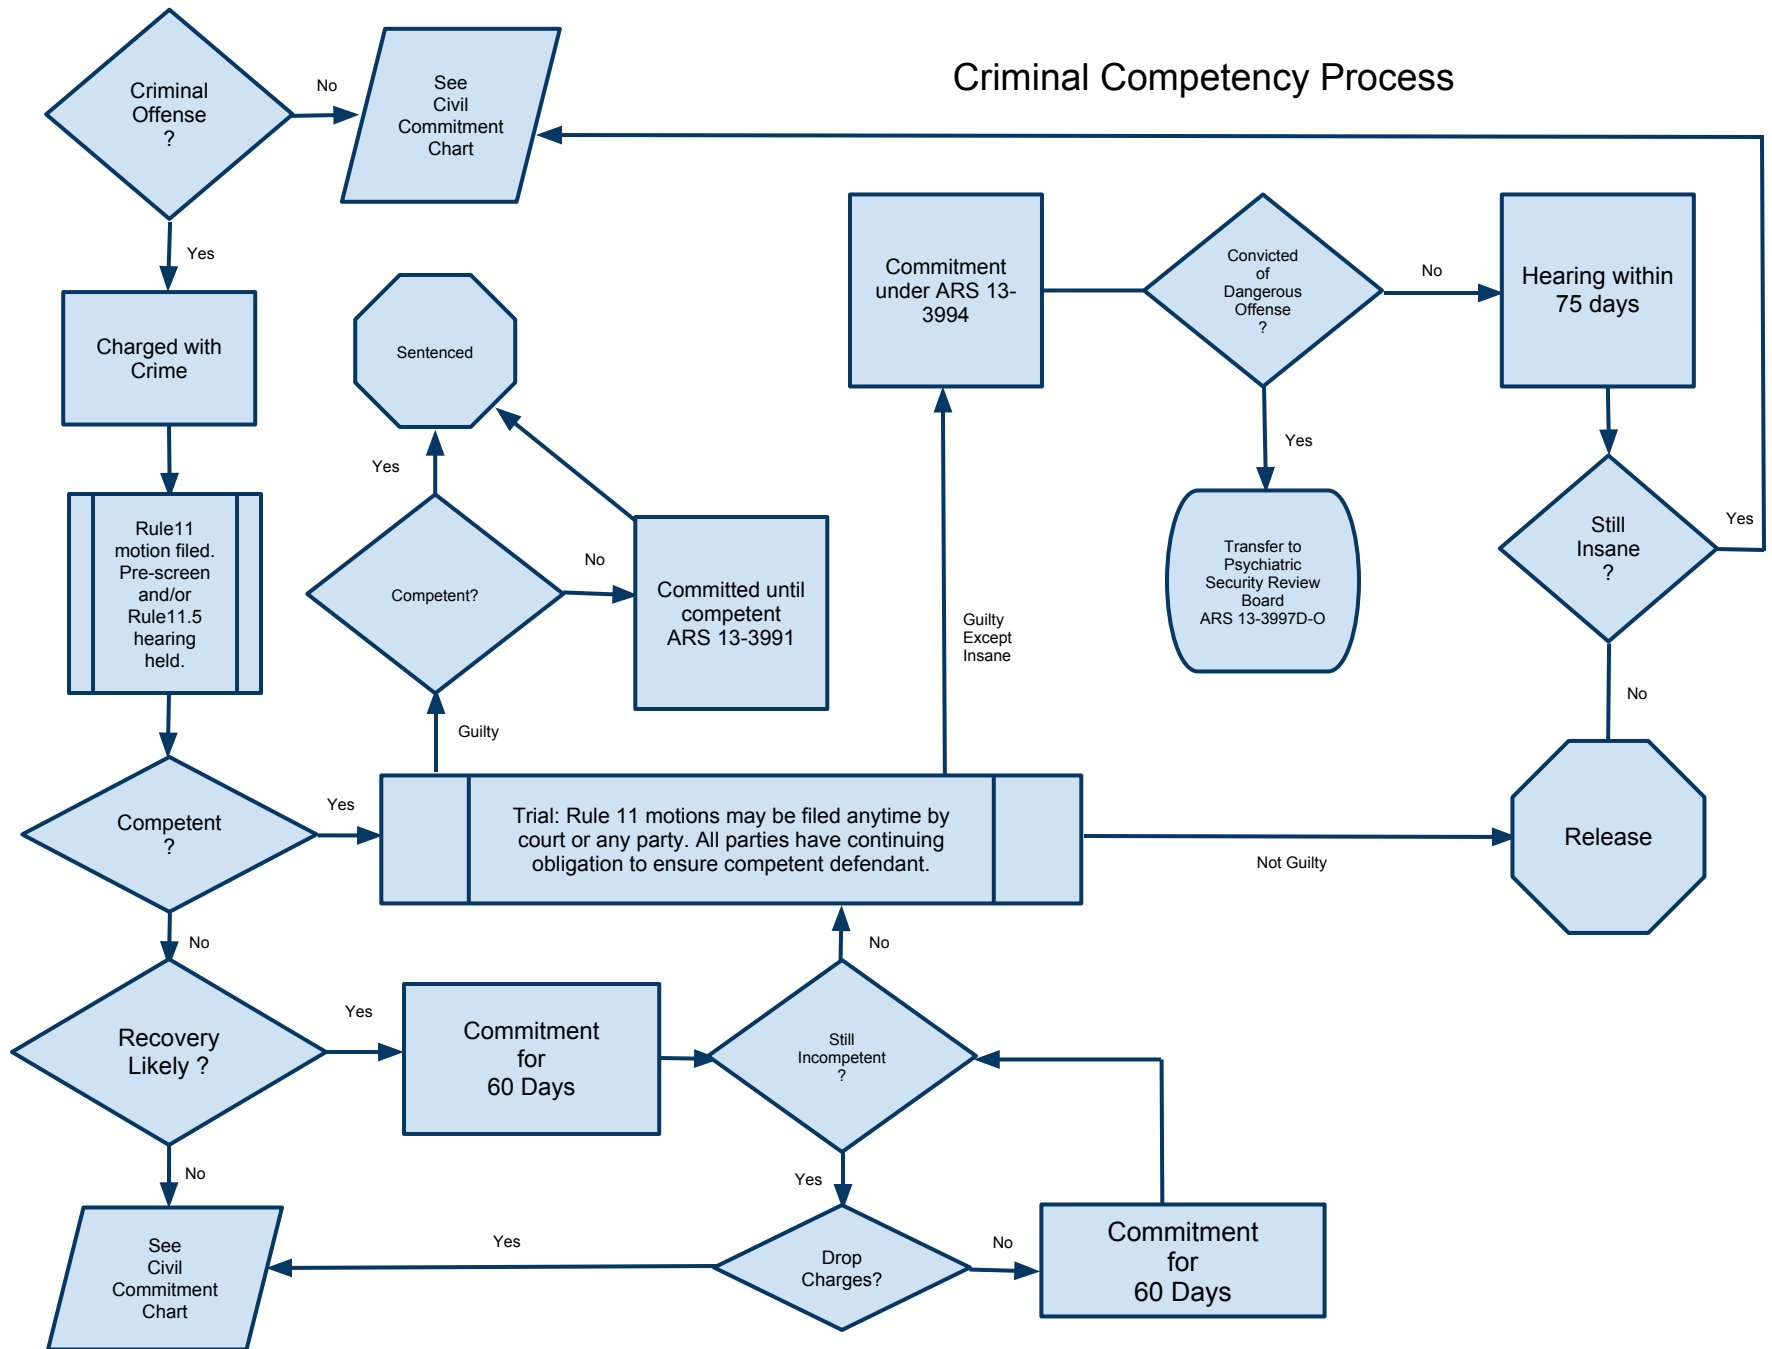 Criminal Competency Process
Criminal
Offense
?
No
See
Civil
Commitment
Chart
Yes
Charged with
Crime
Rule11
motion filed.
Pre-screen
and/or
Rule11.5
hearing
held.
Competent
?
Yes
No
Recovery
Likely ?
Yes
No
See
Civil
Commitment
Chart
Commitment
for
60 Days
Still
Incompetent
?
No
Yes
Drop
Charges?
Yes
No
Commitment
for
60 Days
Trial: Rule 11 motions may be filed anytime by
court or any party. All parties have continuing
obligation to ensure competent defendant.
Guilty
Competent?
Yes
No
Sentenced
Committed until
competent
ARS 13-3991
Guilty
Except
Insane
Commitment
under ARS 13-
3994
Convicted
of
Dangerous
Offense
?
No
Yes
Transfer to
Psychiatric
Security Review
Board
ARS 13-3997D-O
Hearing within
75 days
Still
Insane
?
Yes
No
Not Guilty
Release